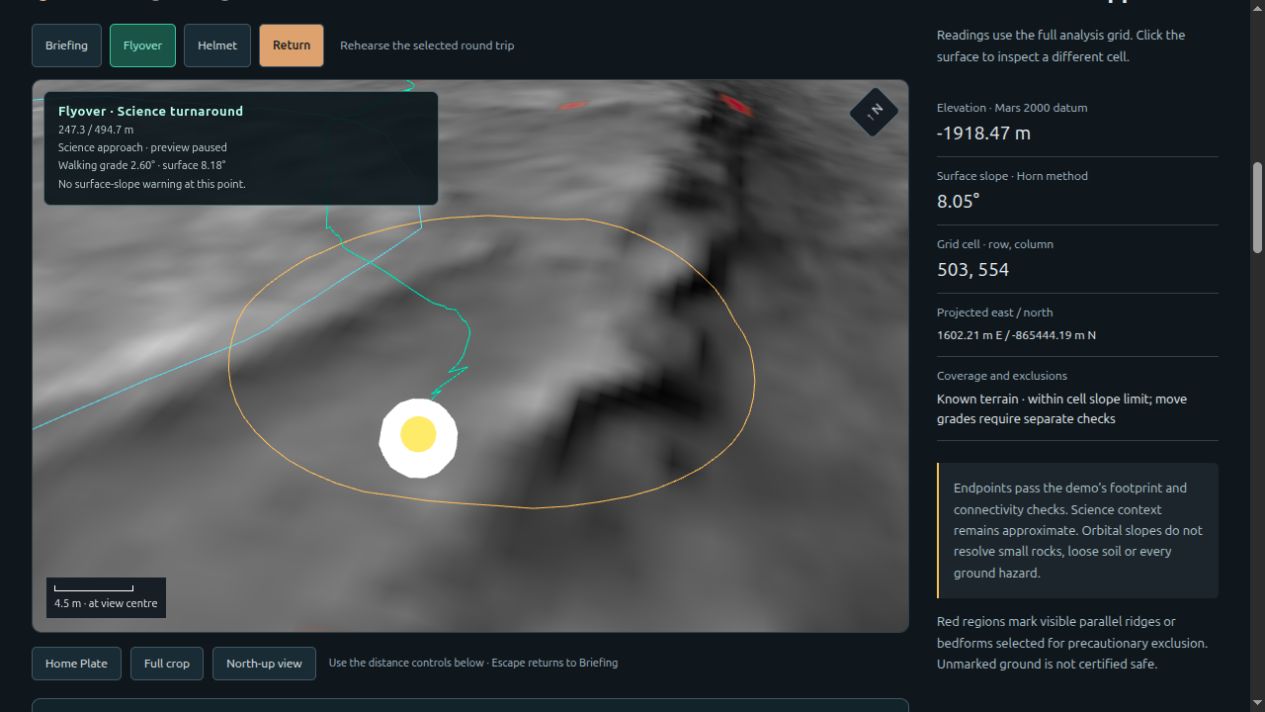 Briefing
Flyover
Helmet
Return
Rehearse the selected round trip
Flyover · Science turnaround
247.3 / 494.7 m
Science approach · preview paused
Walking grade 2.60° · surface 8.18°
No surface-slope warning at this point.
↑ N
4.5 m · at view centre
Home Plate
Full crop
North-up view
Use the distance controls below · Escape returns to Briefing
Readings use the full analysis grid. Click the
surface to inspect a different cell.
Elevation · Mars 2000 datum
-1918.47 m
Surface slope · Horn method
8.05°
Grid cell · row, column
503, 554
Projected east / north
1602.21 m E / -865444.19 m N
Coverage and exclusions
Known terrain · within cell slope limit; move
grades require separate checks
Endpoints pass the demo's footprint and
connectivity checks. Science context
remains approximate. Orbital slopes do not
resolve small rocks, loose soil or every
ground hazard.
Red regions mark visible parallel ridges or
bedforms selected for precautionary exclusion.
Unmarked ground is not certified safe.